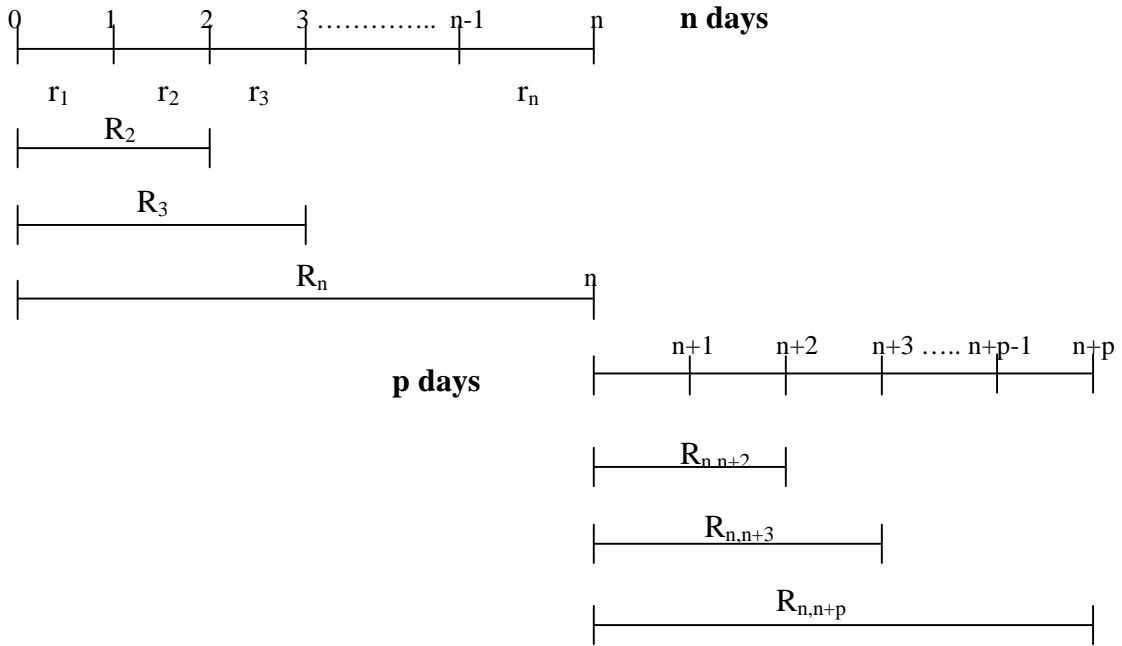 0 1 2 3 ………….. n-1 n n days
r₁ r₂ r₃ rₙ
R₂
R₃
Rₙ n
n+1 n+2 n+3 ….. n+p-1 n+p
p days
Rₙ,ₙ₊₂
Rₙ,ₙ₊₃
Rₙ,ₙ₊ₚ